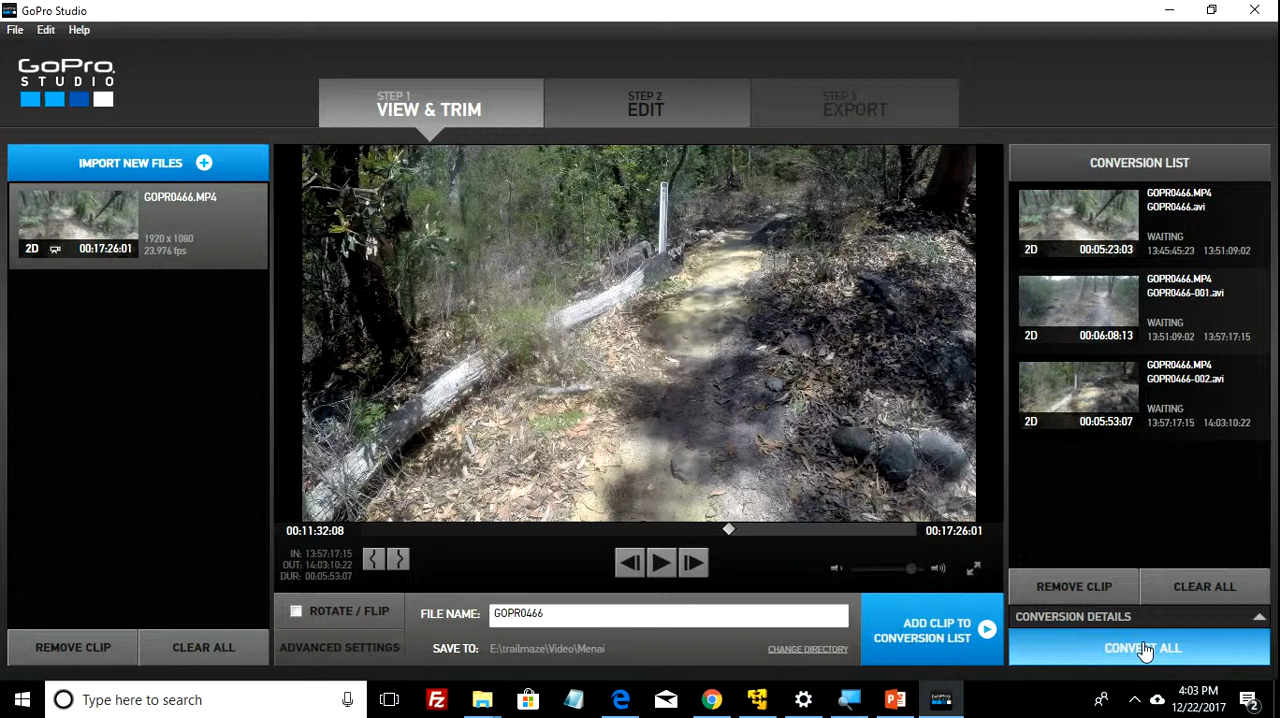 GoPro Studio
File Edit Help
GoPro
STUDIO
STEP 1
VIEW & TRIM
STEP 2
EDIT
STEP 3
EXPORT
IMPORT NEW FILES
GOPR0466.MP4
1920 x 1080
23.976 fps
2D 00:17:26:01
CONVERSION LIST
GOPR0466.MP4
GOPR0466.avi
WAITING
2D 00:05:23:03 13:45:45:23 13:51:09:02
GOPR0466.MP4
GOPR0466-001.avi
WAITING
2D 00:06:08:13 13:51:09:02 13:57:17:15
GOPR0466.MP4
GOPR0466-002.avi
WAITING
2D 00:05:53:07 13:57:17:15 14:03:10:22
00:11:32:08 00:17:26:01
IN: 13:57:17:15
OUT: 14:03:10:22
DUR: 00:05:53:07
ROTATE / FLIP
ADVANCED SETTINGS
FILE NAME: GOPR0466
SAVE TO: E:\trailmaze\Video\Menai CHANGE DIRECTORY
ADD CLIP TO
CONVERSION LIST
REMOVE CLIP CLEAR ALL
CONVERSION DETAILS
CONVERT ALL
REMOVE CLIP CLEAR ALL
Type here to search
4:03 PM
12/22/2017
2